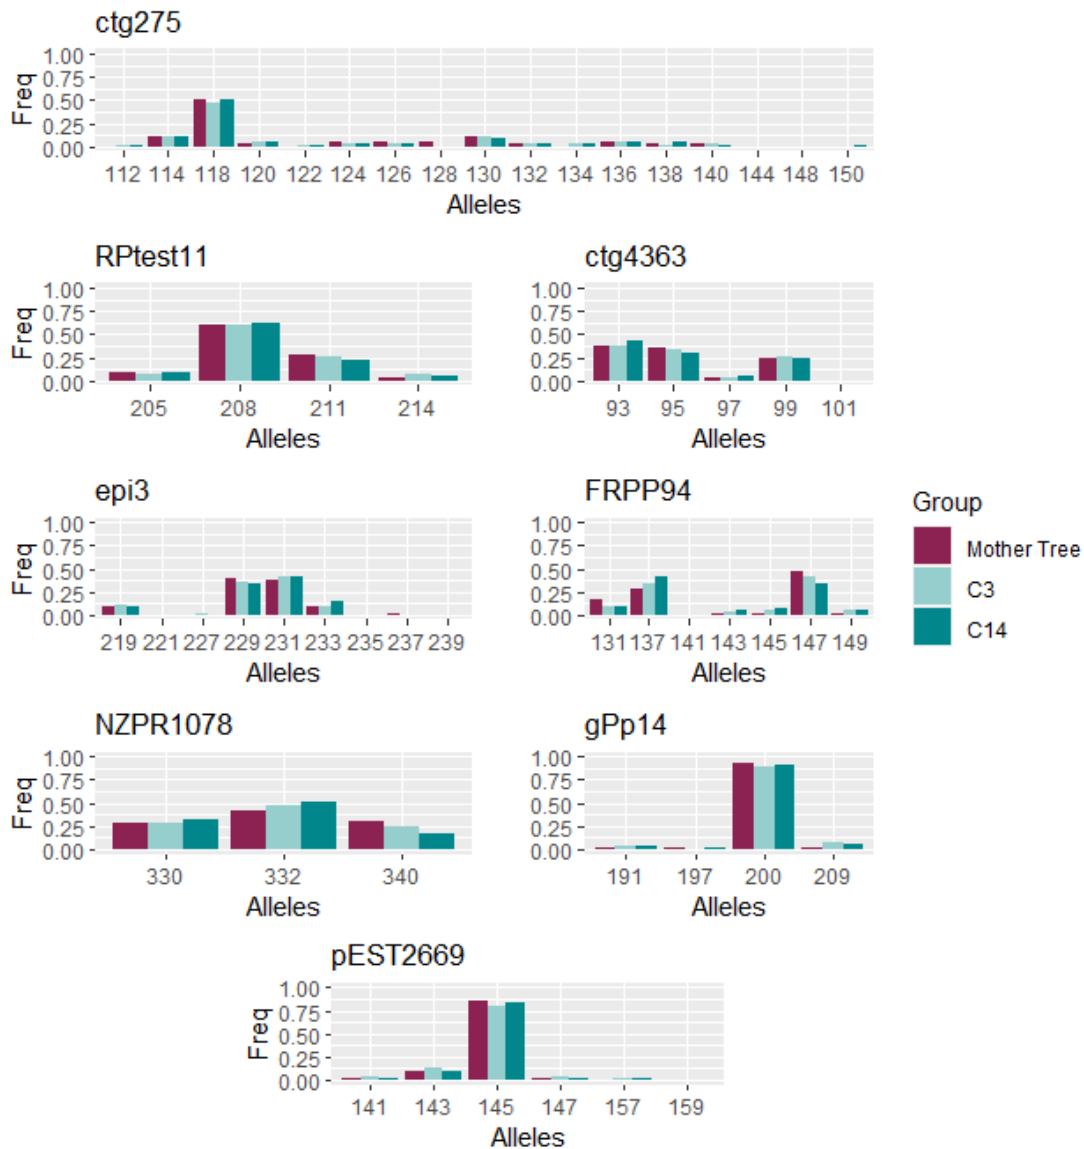 ctg275
Freq
1.00
0.75
0.50
0.25
0.00
112 114 118 120 122 124 126 128 130 132 134 136 138 140 144 148 150
Alleles
RPtest11
Freq
1.00
0.75
0.50
0.25
0.00
205 208 211 214
Alleles
ctg4363
1.00
0.75
0.50
0.25
0.00
93 95 97 99 101
Alleles
epi3
Freq
1.00
0.75
0.50
0.25
0.00
219 221 227 229 231 233 235 237 239
Alleles
FRPP94
1.00
0.75
0.50
0.25
0.00
131 137 141 143 145 147 149
Alleles
Group
Mother Tree
C3
C14
NZPR1078
Freq
1.00
0.75
0.50
0.25
0.00
330 332 340
Alleles
gPp14
1.00
0.75
0.50
0.25
0.00
191 197 200 209
Alleles
pEST2669
Freq
1.00
0.75
0.50
0.25
0.00
141 143 145 147 157 159
Alleles